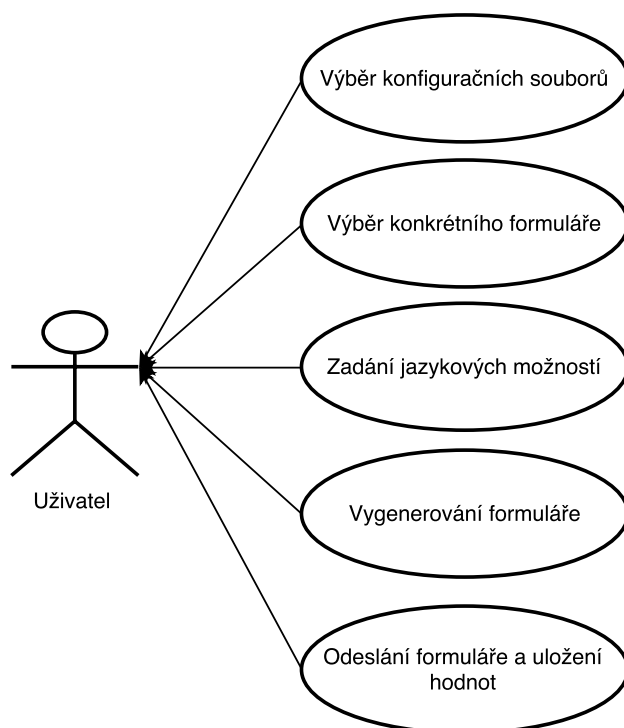 Výběr konfiguračních souborů
Výběr konkrétního formuláře
Zadání jazykových možností
Uživatel
Vygenerování formuláře
Odeslání formuláře a uložení
hodnot